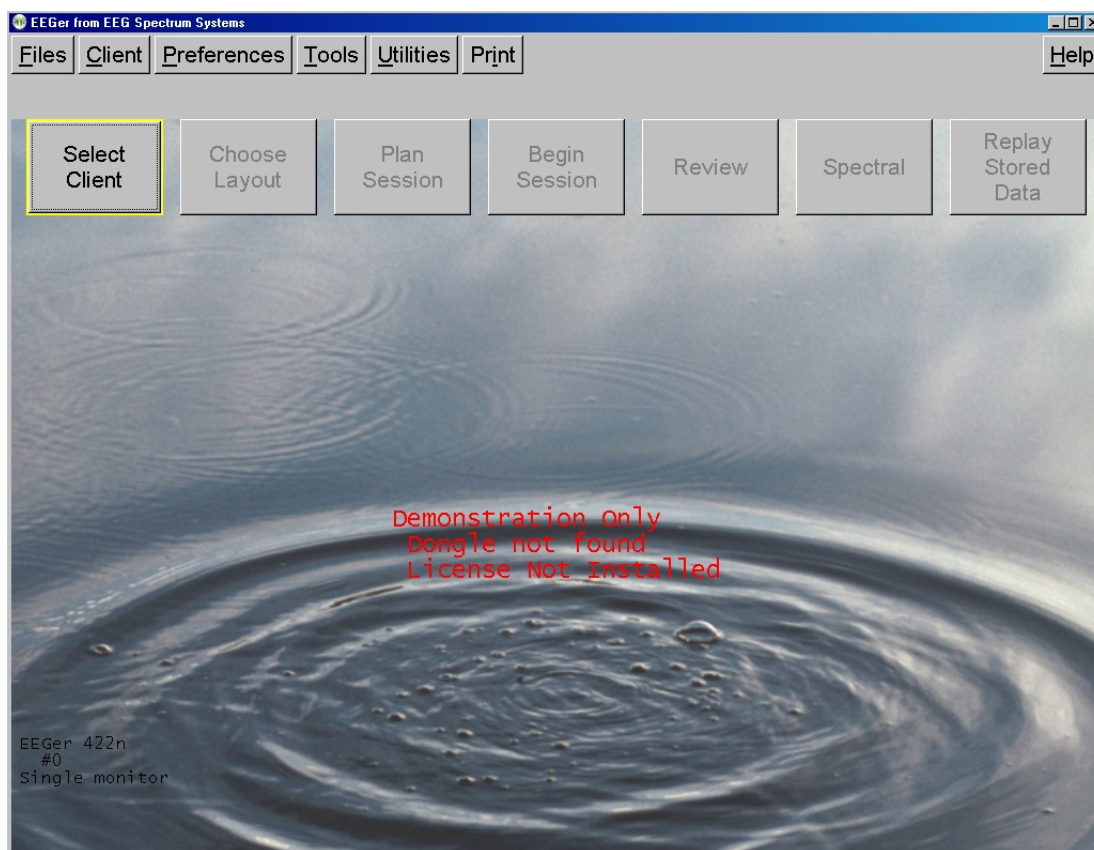 EEGer from EEG Spectrum Systems
Files Client Preferences Tools Utilities Print Help
Select
Client
Choose
Layout
Plan
Session
Begin
Session
Review
Spectral
Replay
Stored
Data
Demonstration Only
Dongle not found
License Not Installed
EEGer 422n
#0
Single monitor